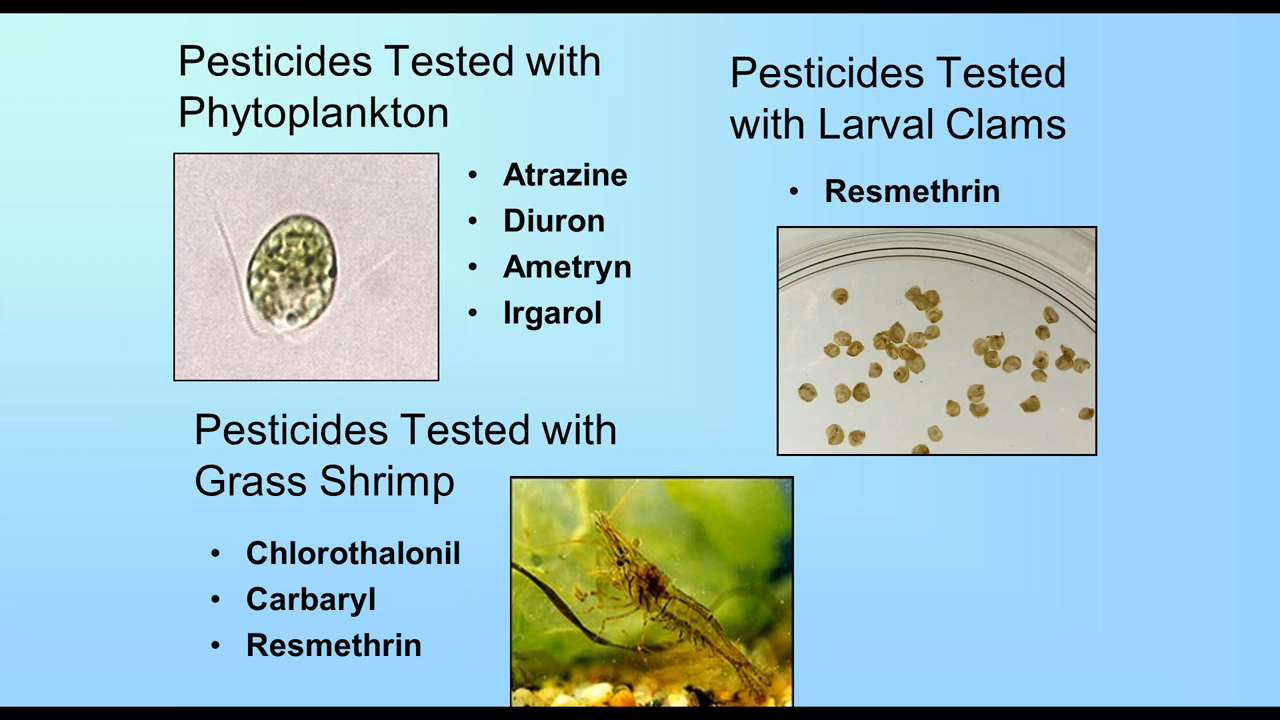 Pesticides Tested with
Phytoplankton
• Atrazine
• Diuron
• Ametryn
• Irgarol
Pesticides Tested
with Larval Clams
• Resmethrin
Pesticides Tested with
Grass Shrimp
• Chlorothalonil
• Carbaryl
• Resmethrin